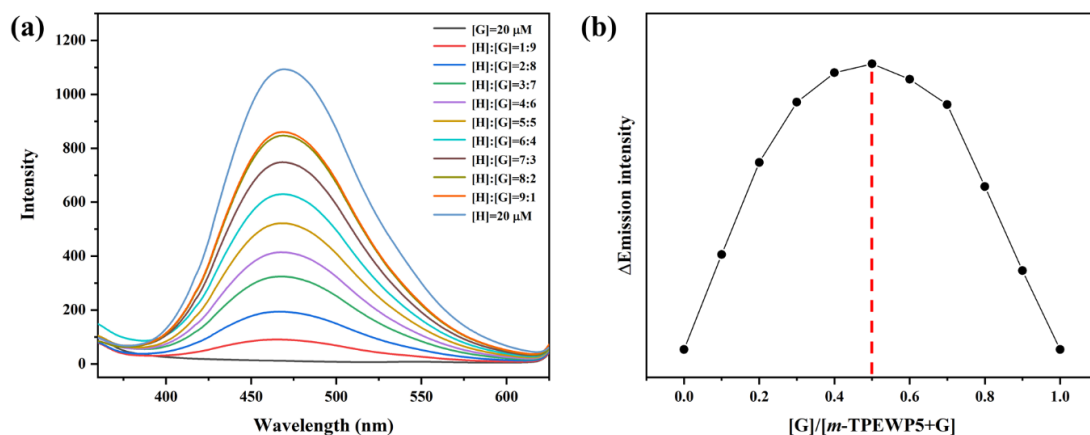 (a)
1200
1000
800
600
400
200
0
Intensity
400
450
500
550
600
Wavelength (nm)
[G]=20 μM
[H]:[G]=1:9
[H]:[G]=2:8
[H]:[G]=3:7
[H]:[G]=4:6
[H]:[G]=5:5
[H]:[G]=6:4
[H]:[G]=7:3
[H]:[G]=8:2
[H]:[G]=9:1
[H]=20 μM
(b)
ΔEmission intensity
0.0
0.2
0.4
0.6
0.8
1.0
[G]/[m-TPEWP5+G]